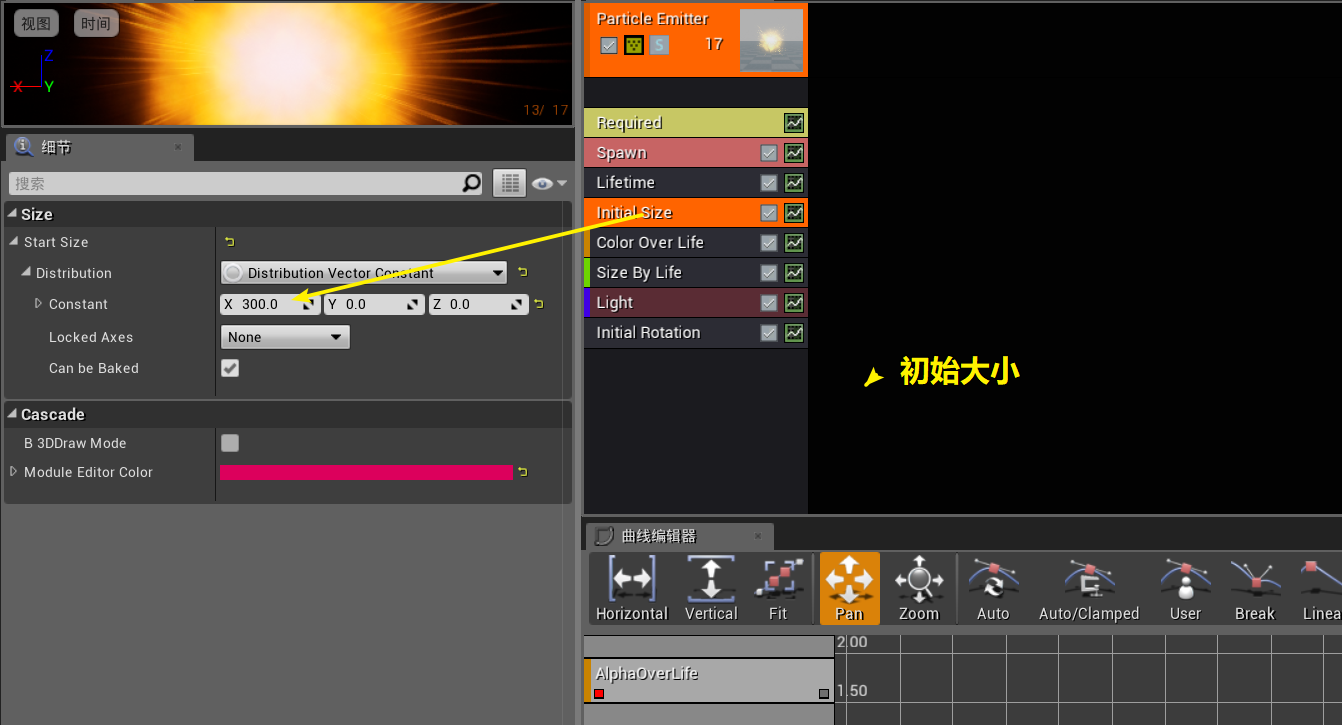 视图
时间
Z
X
Y
13/ 17
细节
搜索
Size
Start Size
Distribution
Distribution Vector Constant
Constant
X 300.0
Y 0.0
Z 0.0
Locked Axes
None
Can be Baked
Cascade
B 3DDraw Mode
Module Editor Color
Particle Emitter
S
17
Required
Spawn
Lifetime
Initial Size
Color Over Life
Size By Life
Light
Initial Rotation
初始大小
曲线编辑器
Horizontal
Vertical
Fit
Pan
Zoom
Auto
Auto/Clamped
User
Break
Linea
AlphaOverLife
2.00
1.50